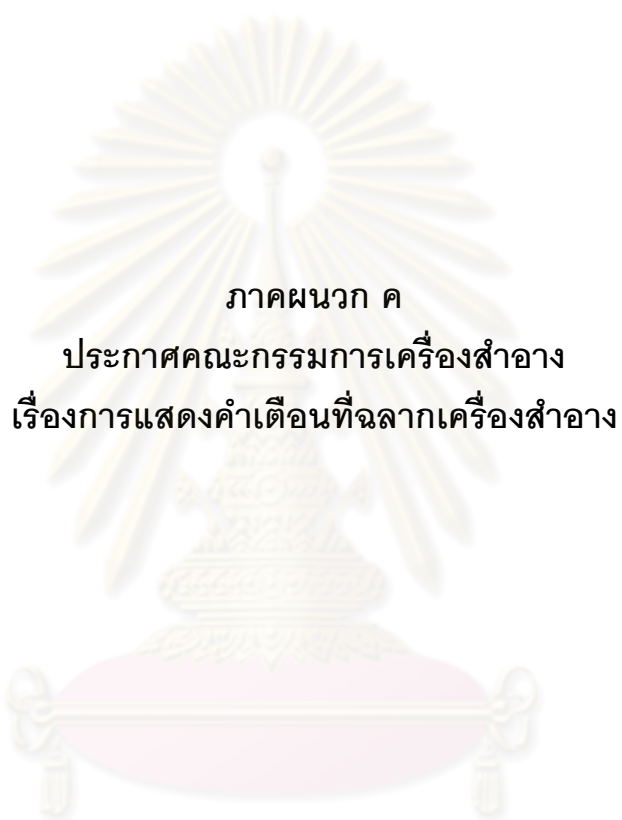 ภาคผนวก ค
ประกาศคณะกรรมการเครื่องสำอาง
เรื่องการแสดงคำเตือนที่ฉลากเครื่องสำอาง